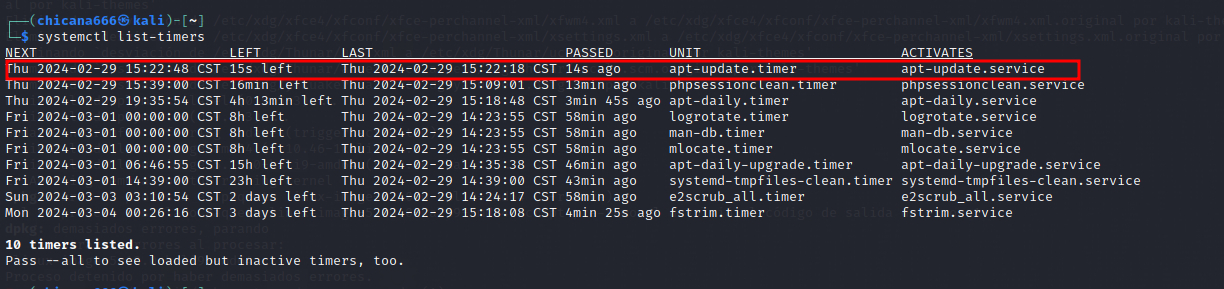 al por kali-themes'
┌──(chicana666㉿kali)-[~]
└─$ systemctl list-timers
NEXT LEFT LAST PASSED UNIT ACTIVATES
Thu 2024-02-29 15:22:48 CST 15s left Thu 2024-02-29 15:22:18 CST 14s ago apt-update.timer apt-update.service
Thu 2024-02-29 15:39:00 CST 16min left Thu 2024-02-29 15:09:01 CST 13min ago phpsessionclean.timer phpsessionclean.service
Thu 2024-02-29 19:35:54 CST 4h 13min left Thu 2024-02-29 15:18:48 CST 3min 45s ago apt-daily.timer apt-daily.service
Fri 2024-03-01 00:00:00 CST 8h left Thu 2024-02-29 14:23:55 CST 58min ago logrotate.timer logrotate.service
Fri 2024-03-01 00:00:00 CST 8h left Thu 2024-02-29 14:23:55 CST 58min ago man-db.timer man-db.service
Fri 2024-03-01 00:00:00 CST 8h left Thu 2024-02-29 14:23:55 CST 58min ago mlocate.timer mlocate.service
Fri 2024-03-01 06:46:55 CST 15h left Thu 2024-02-29 14:35:38 CST 46min ago apt-daily-upgrade.timer apt-daily-upgrade.service
Fri 2024-03-01 14:39:00 CST 23h left Thu 2024-02-29 14:39:00 CST 43min ago systemd-tmpfiles-clean.timer systemd-tmpfiles-clean.service
Sun 2024-03-03 03:10:54 CST 2 days left Thu 2024-02-29 14:24:17 CST 58min ago e2scrub_all.timer e2scrub_all.service
Mon 2024-03-04 00:26:16 CST 3 days left Thu 2024-02-29 15:18:08 CST 4min 25s ago fstrim.timer fstrim.service
dpkg: demasiados errores, parando
10 timers listed.
Pass --all to see loaded but inactive timers, too.
Proceso detenido por haber demasiados errores.